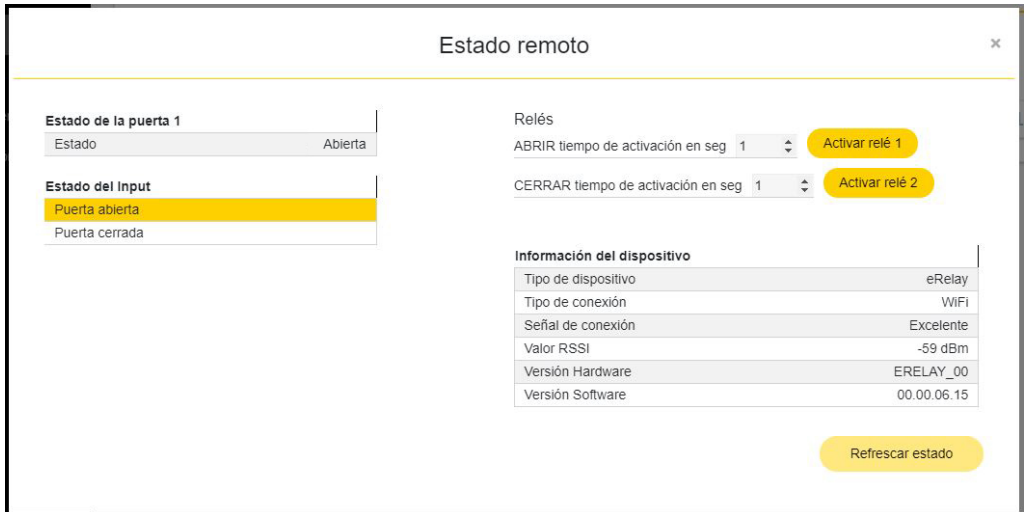 Estado remoto
×
Estado de la puerta 1
Estado Abierta
Estado del Input
Puerta abierta
Puerta cerrada
Relés
ABRIR tiempo de activación en seg 1 Activar relé 1
CERRAR tiempo de activación en seg 1 Activar relé 2
Información del dispositivo
Tipo de dispositivo eRelay
Tipo de conexión WiFi
Señal de conexión Excelente
Valor RSSI -59 dBm
Versión Hardware ERELAY_00
Versión Software 00.00.06.15
Refrescar estado